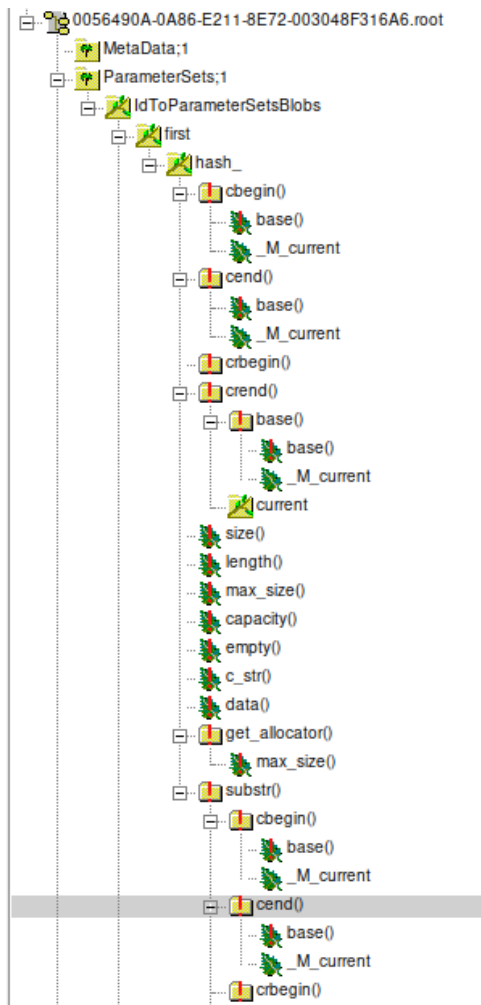 0056490A-0A86-E211-8E72-003048F316A6.root
MetaData;1
ParameterSets;1
IdToParameterSetsBlobs
first
hash_
cbegin()
base()
_M_current
cend()
base()
_M_current
crbegin()
crend()
base()
base()
_M_current
current
size()
length()
max_size()
capacity()
empty()
c_str()
data()
get_allocator()
max_size()
substr()
cbegin()
base()
_M_current
cend()
base()
_M_current
crbegin()